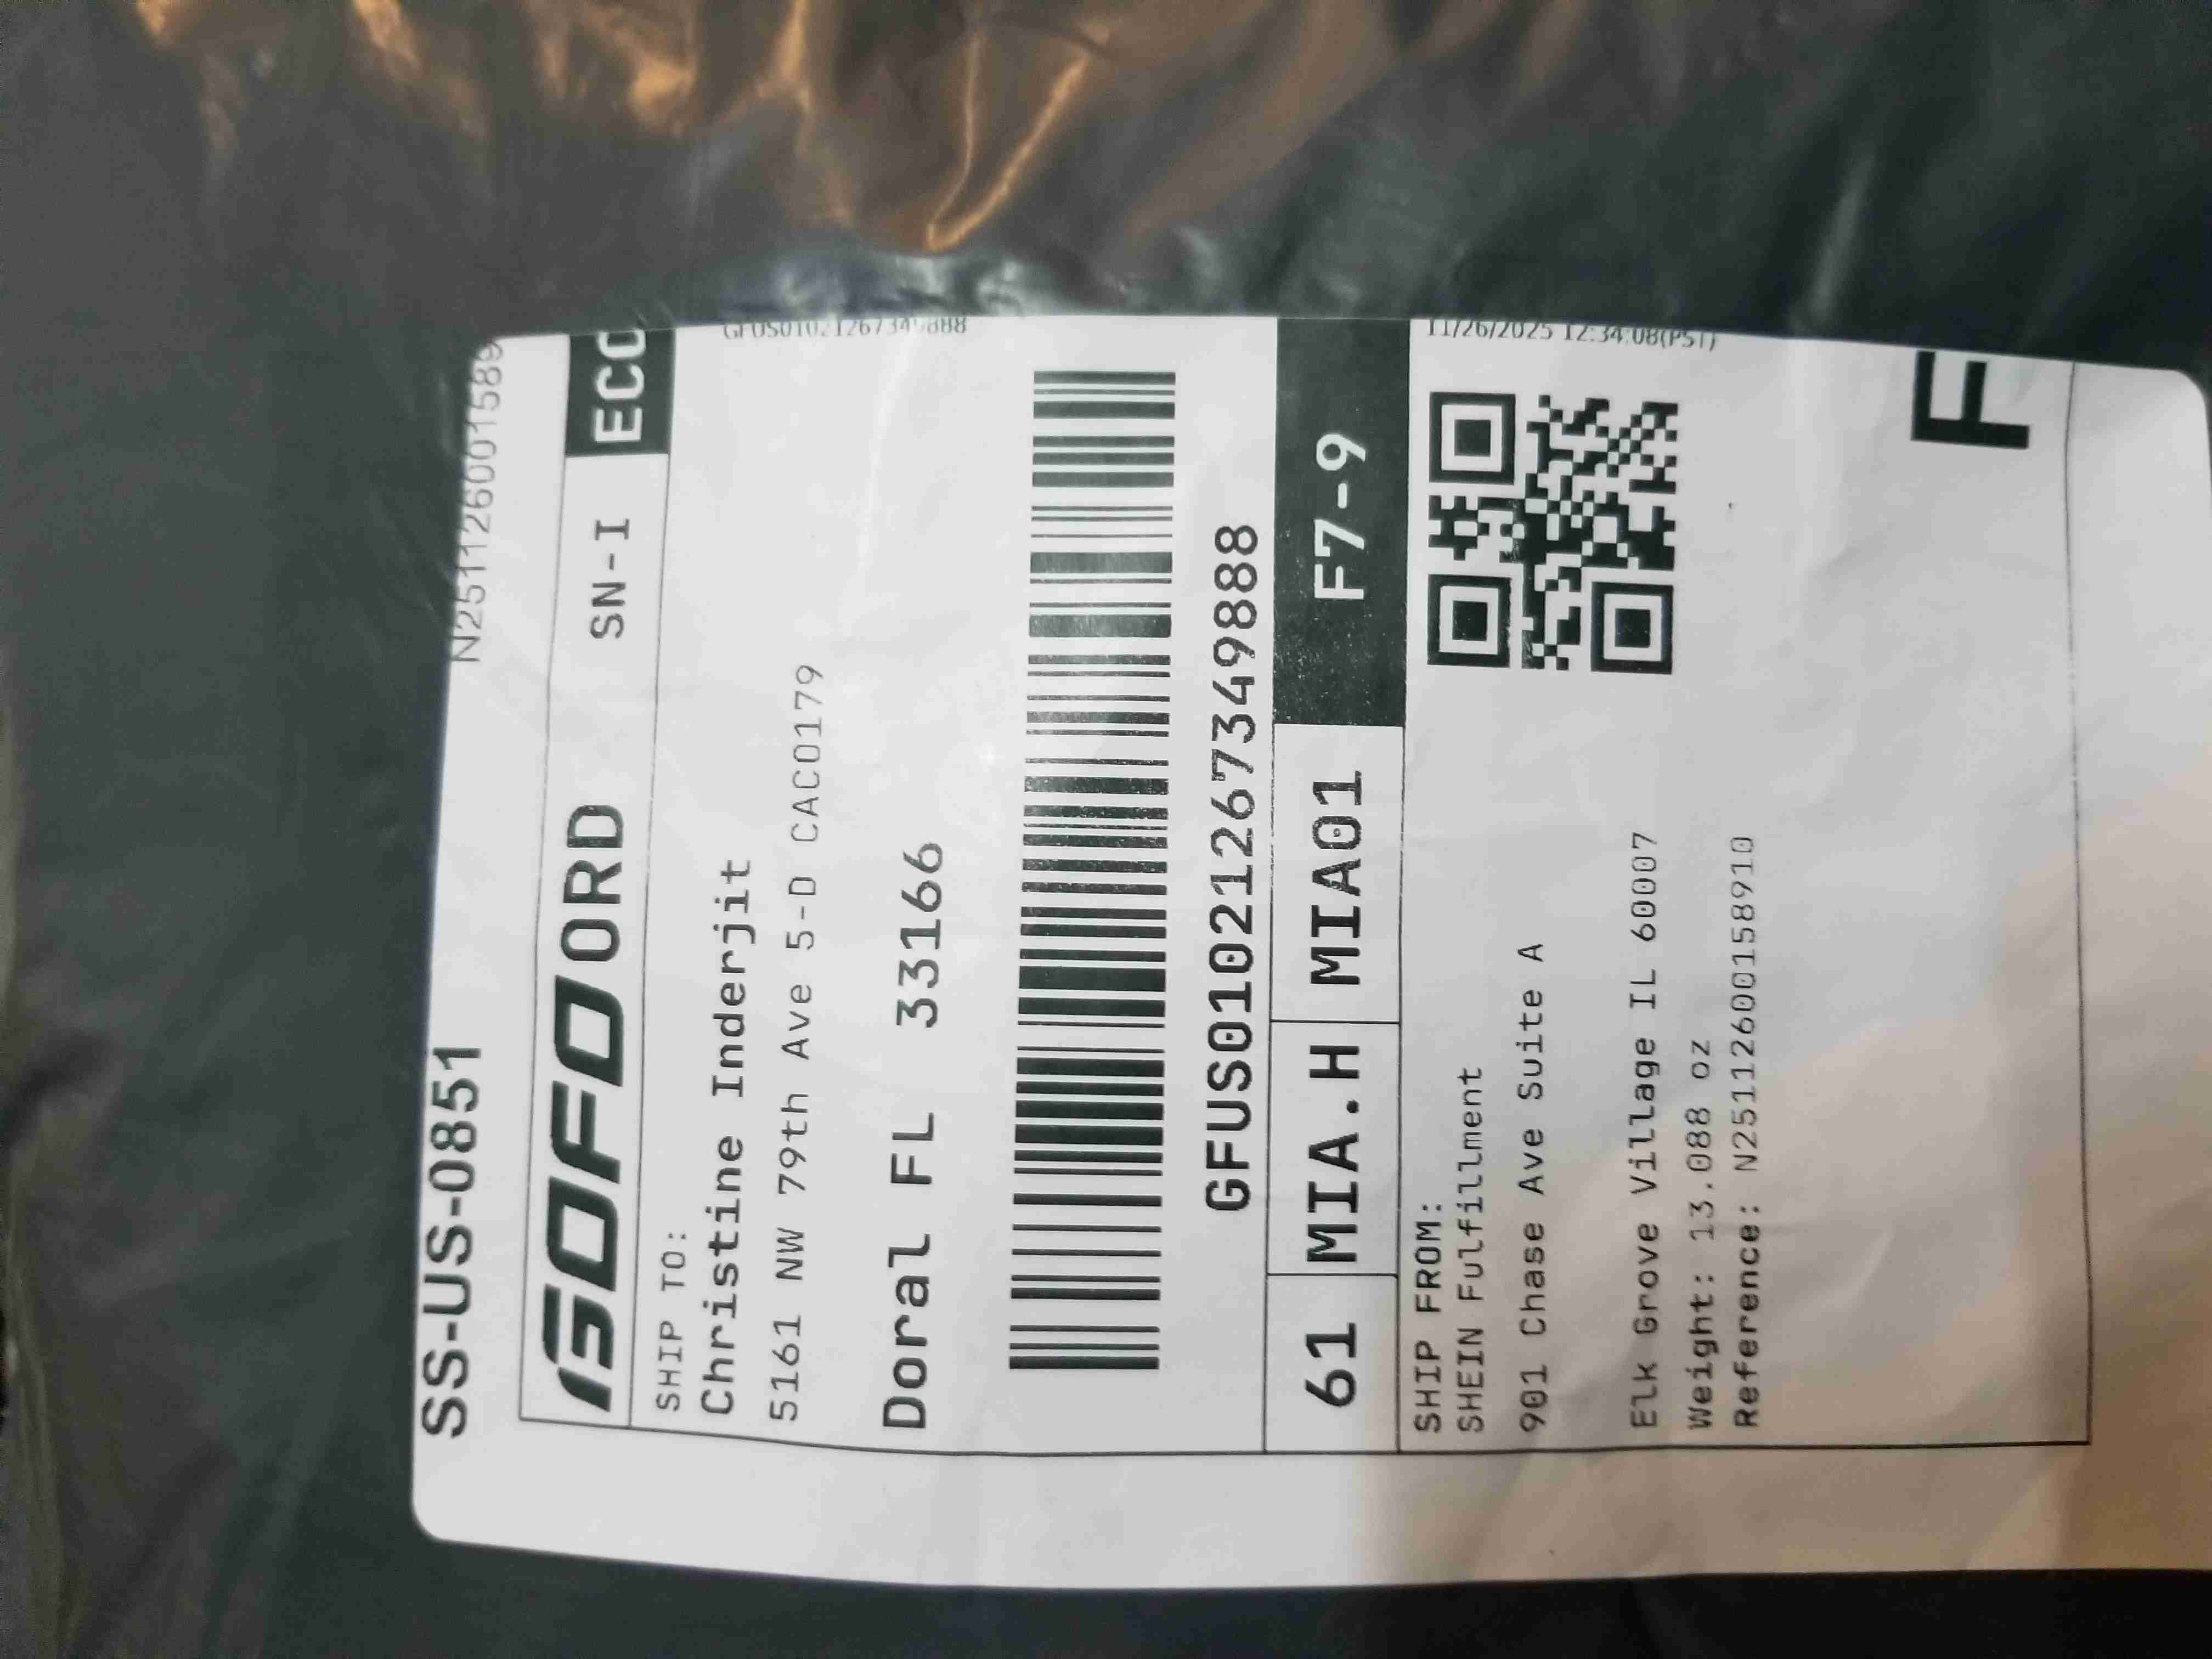 SS-US-0851
N251126001589
GOFO ORD SN-I ECO
SHIP TO:
Christine Inderjit
5161 NW 79th Ave 5-D CAC0179
Doral FL 33166
GFUS01021267349888
GFUS01021267349888
61 MIA.H MIA01 F7-9
SHIP FROM:
SHEIN Fulfillment
901 Chase Ave Suite A
Elk Grove Village IL 60007
Weight: 13.088 oz
Reference: N25112600158910
11/26/2025 12:34:08(PST)
F